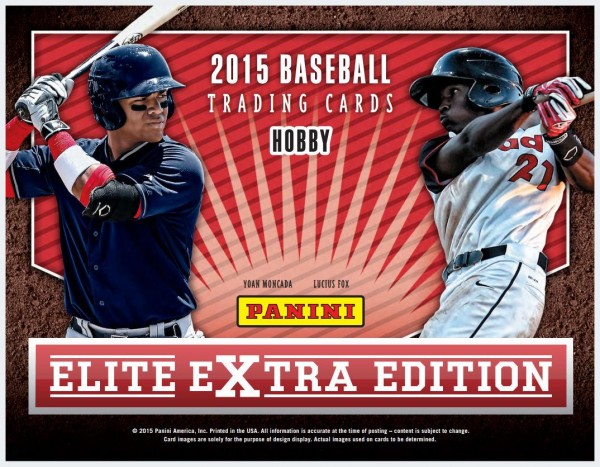 2015 BASEBALL
TRADING CARDS
HOBBY
21
YOAN MONCADA LUCIUS FOX
PANINI
ELITE EXTRA EDITION
© 2015 Panini America, Inc. Printed in the USA. All information is accurate at the time of posting – content is subject to change.
Card images are solely for the purpose of design display. Actual images used on cards to be determined.